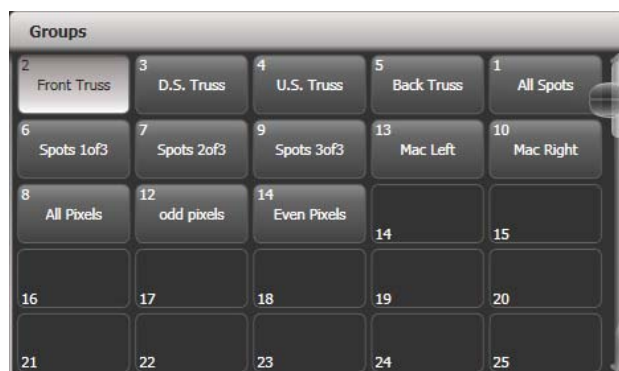 Groups
2 3 4 5 1
Front Truss D.S. Truss U.S. Truss Back Truss All Spots
6 7 9 13 10
Spots 1of3 Spots 2of3 Spots 3of3 Mac Left Mac Right
8 12 14
All Pixels odd pixels Even Pixels
14 15
16 17 18 19 20
21 22 23 24 25